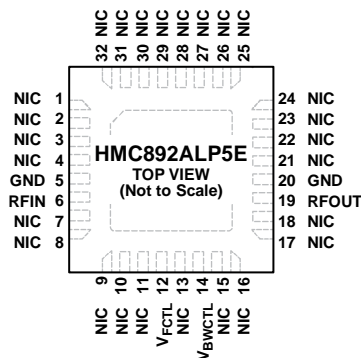 32 NIC
31 NIC
30 NIC
29 NIC
28 NIC
27 NIC
26 NIC
25 NIC
NIC 1
NIC 2
NIC 3
NIC 4
GND 5
RFIN 6
NIC 7
NIC 8
HMC892ALP5E
TOP VIEW
(Not to Scale)
24 NIC
23 NIC
22 NIC
21 NIC
20 GND
19 RFOUT
18 NIC
17 NIC
NIC 9
NIC 10
NIC 11
VFCTL 12
NIC 13
VBWCTL 14
NIC 15
NIC 16